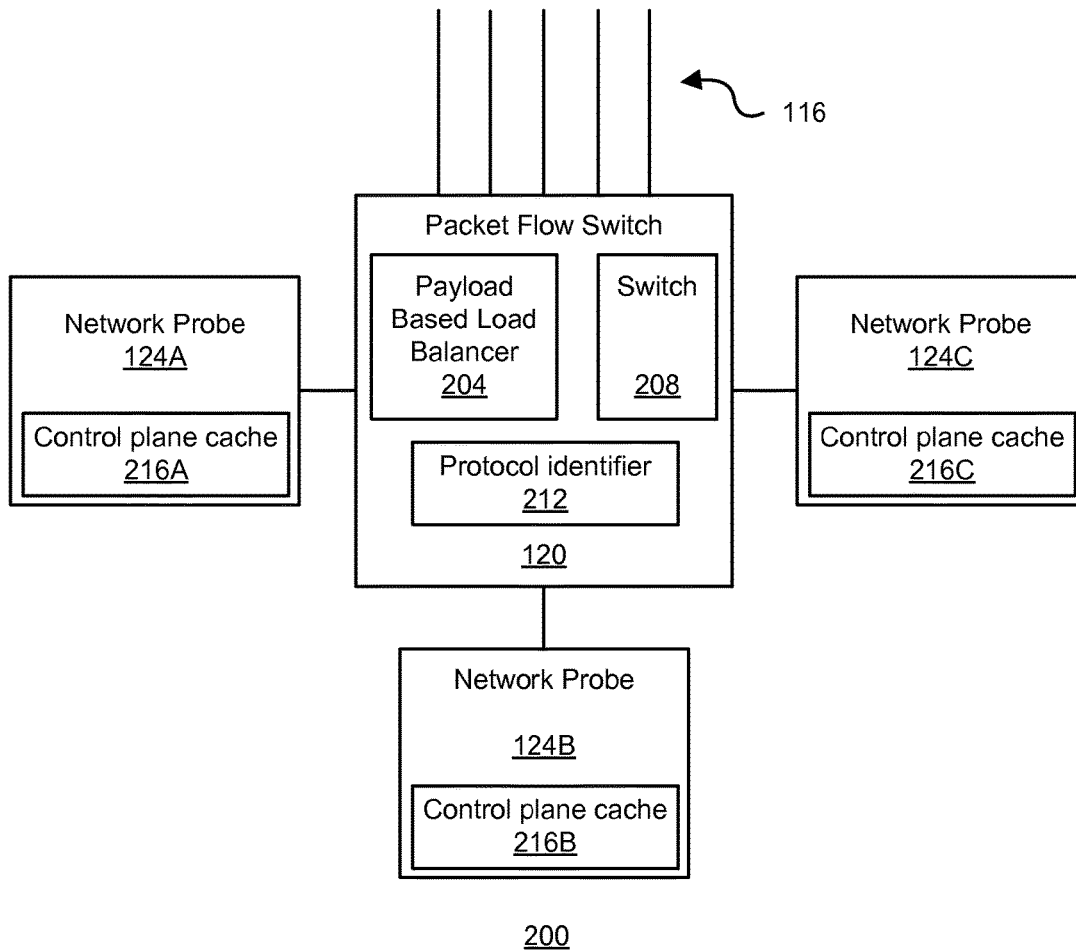 116
Packet Flow Switch
Payload
Based Load
Balancer
204
Switch
208
Protocol identifier
212
120
Network Probe
124A
Control plane cache
216A
Network Probe
124C
Control plane cache
216C
Network Probe
124B
Control plane cache
216B
200